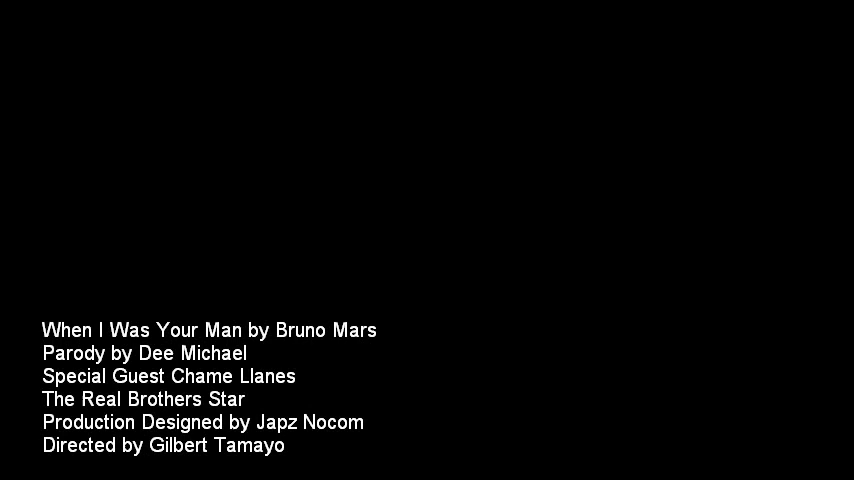 When I Was Your Man by Bruno Mars
Parody by Dee Michael
Special Guest Chame Llanes
The Real Brothers Star
Production Designed by Japz Nocom
Directed by Gilbert Tamayo